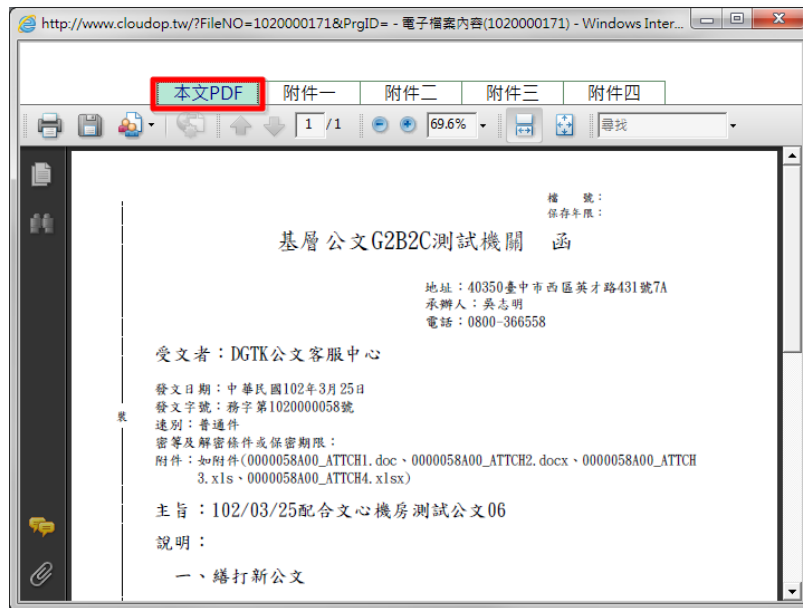 http://www.cloudop.tw/?FileNO=1020000171&PrgID= - 電子檔案內容(1020000171) - Windows Inter...
本文PDF 附件一 附件二 附件三 附件四
1 /1 69.6% 尋找
檔 號：
保存年限：
基層公文G2B2C測試機關 函
地址：40350臺中市西區英才路431號7A
承辦人：吳志明
電話：0800-366558
受文者：DGTK公文客服中心
發文日期：中華民國102年3月25日
發文字號：務字第1020000058號
裝
速別：普通件
密等及解密條件或保密期限：
附件：如附件(0000058A00_ATTCH1.doc、0000058A00_ATTCH2.docx、0000058A00_ATTCH
3.xls、0000058A00_ATTCH4.xlsx)
主旨：102/03/25配合文心機房測試公文06
說明：
一、繕打新公文